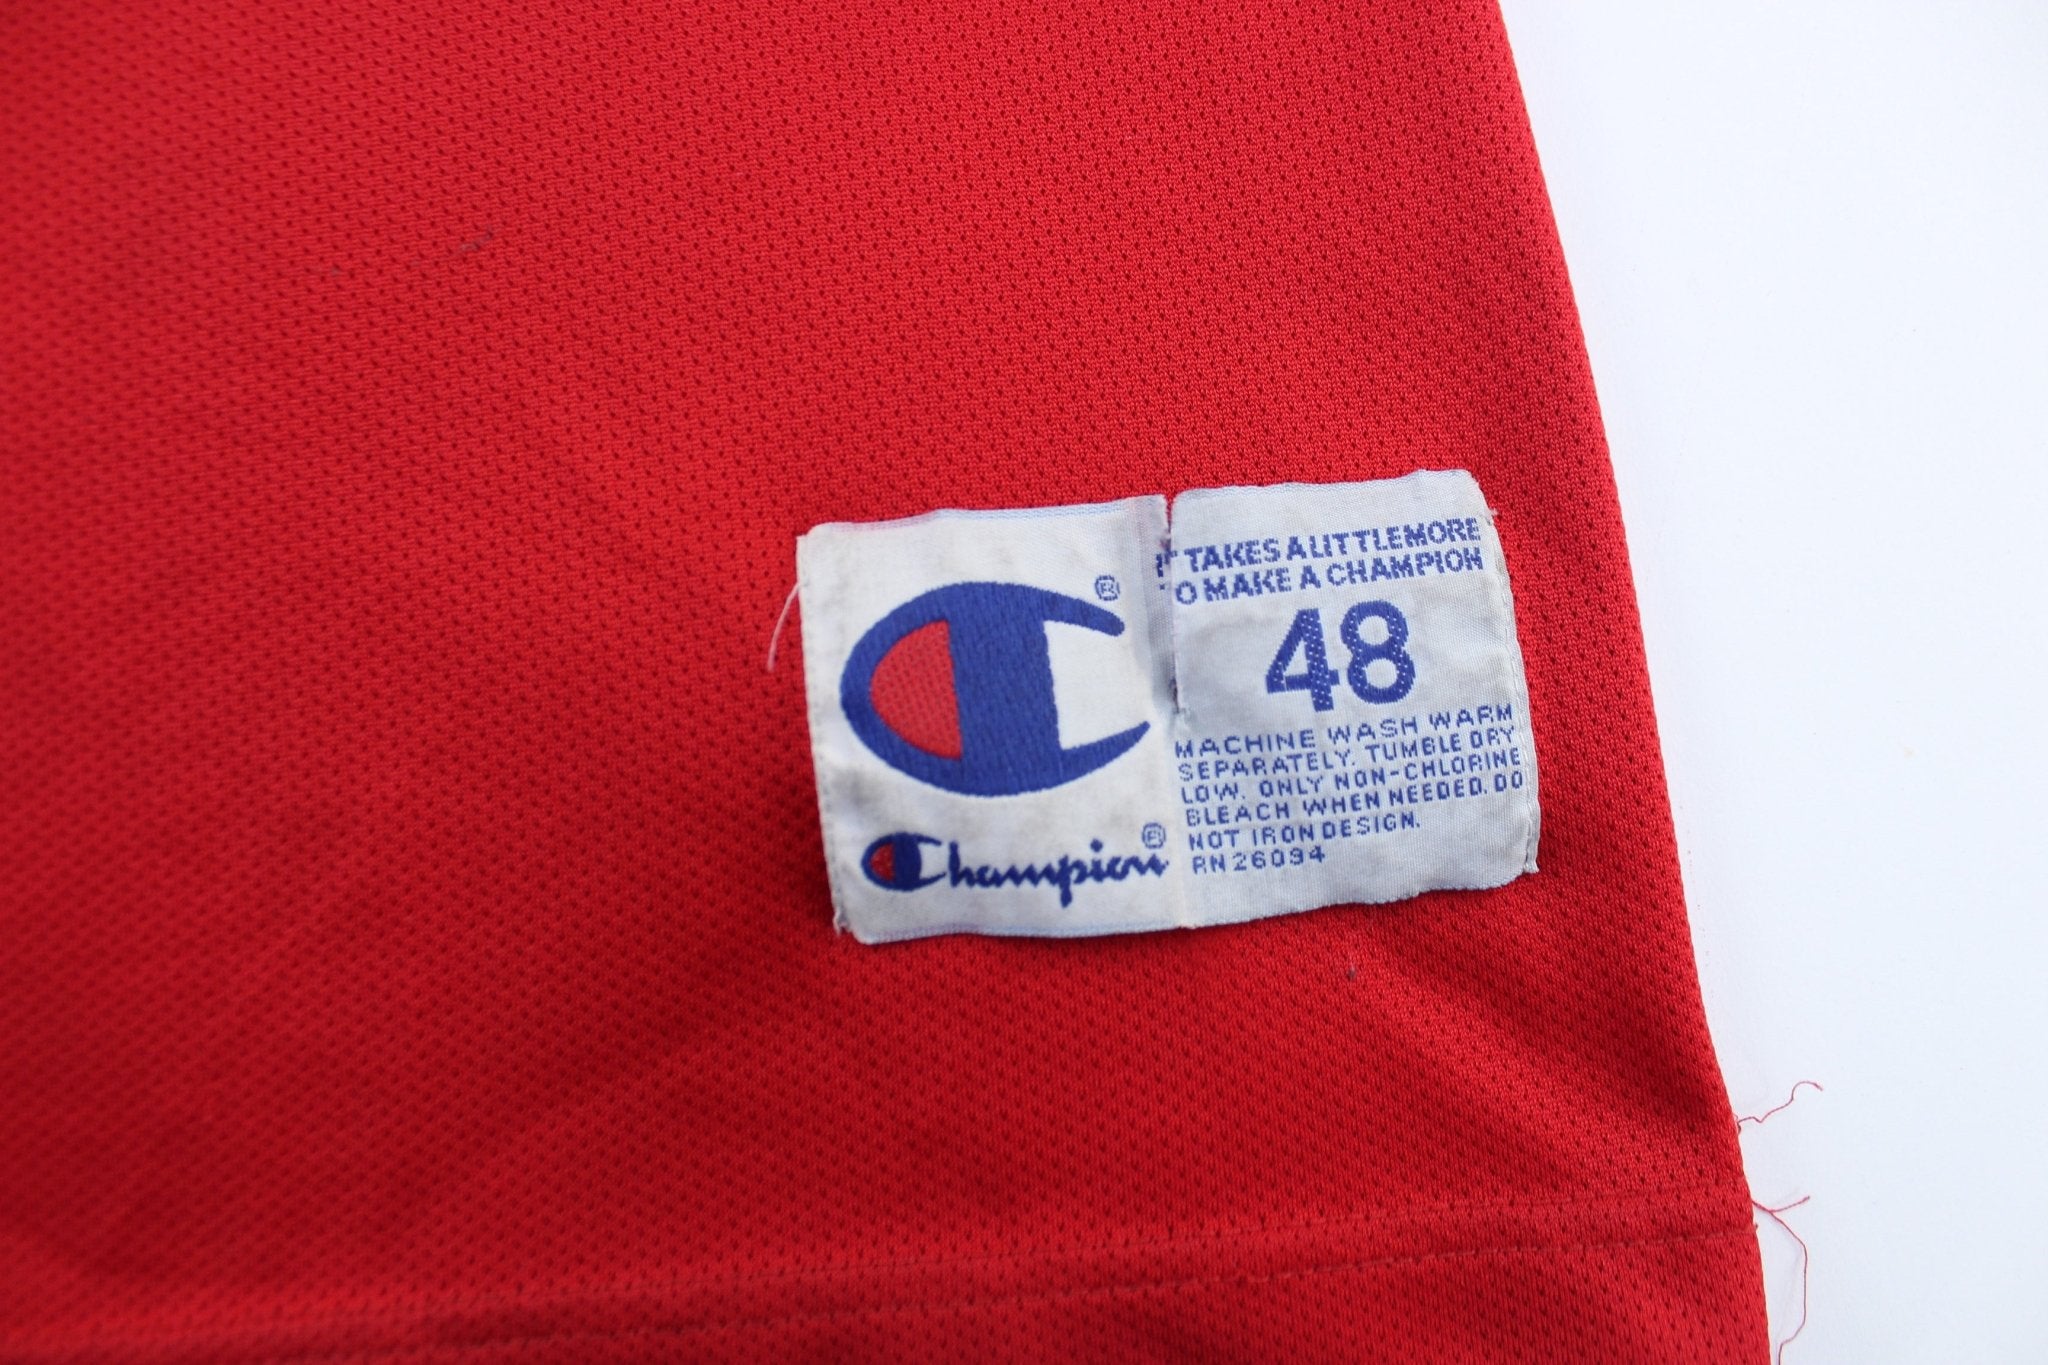 ®
Champion®
IT TAKES A LITTLE MORE
TO MAKE A CHAMPION
48
MACHINE WASH WARM
SEPARATELY. TUMBLE DRY
LOW. ONLY NON-CHLORINE
BLEACH WHEN NEEDED. DO
NOT IRON DESIGN.
RN 26094